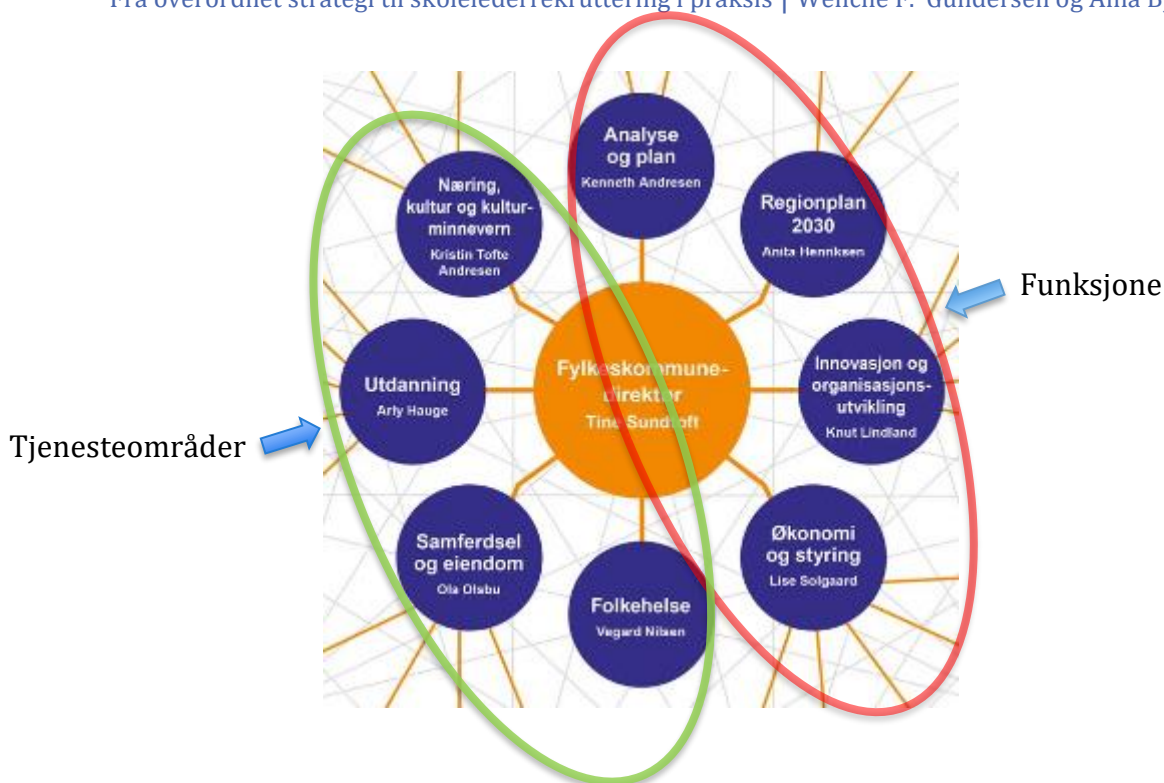 Fra overordnet strategi til skolelederrekruttering i praksis | Wenche F. Gundersen og Aina
Analyse
og plan
Kenneth Andresen
Næring,
kultur og kultur-
minnevern
Kristin Tofte
Andresen
Regionplan
2030
Anita Henriksen
Funksjone
Fylkeskommune-
direktør
Tine Sundtoft
Utdanning
Arly Hauge
Innovasjon og
organisasjons-
utvikling
Knut Lindland
Tjenesteområder
Samferdsel
og eiendom
Ola Olsbu
Økonomi
og styring
Lise Solgaard
Folkehelse
Vegard Nilsen